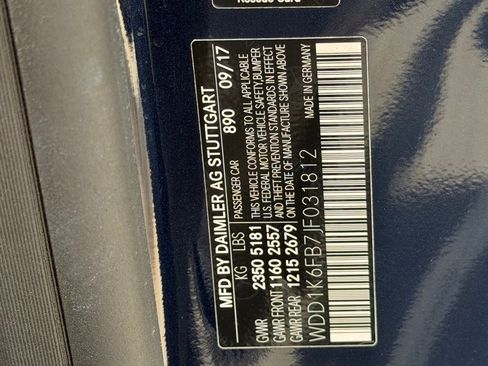 Rescue Card
MFD BY DAIMLER AG STUTTGART
890 09/17
PASSENGER CAR
KG LBS
GVWR 2350 5181
GAWR FRONT 1160 2557
GAWR REAR 1215 2679
THIS VEHICLE CONFORMS TO ALL APPLICABLE
U.S. FEDERAL MOTOR VEHICLE SAFETY, BUMPER
AND THEFT PREVENTION STANDARDS IN EFFECT
ON THE DATE OF MANUFACTURE SHOWN ABOVE
WDD1K6FB7JF031812
MADE IN GERMANY